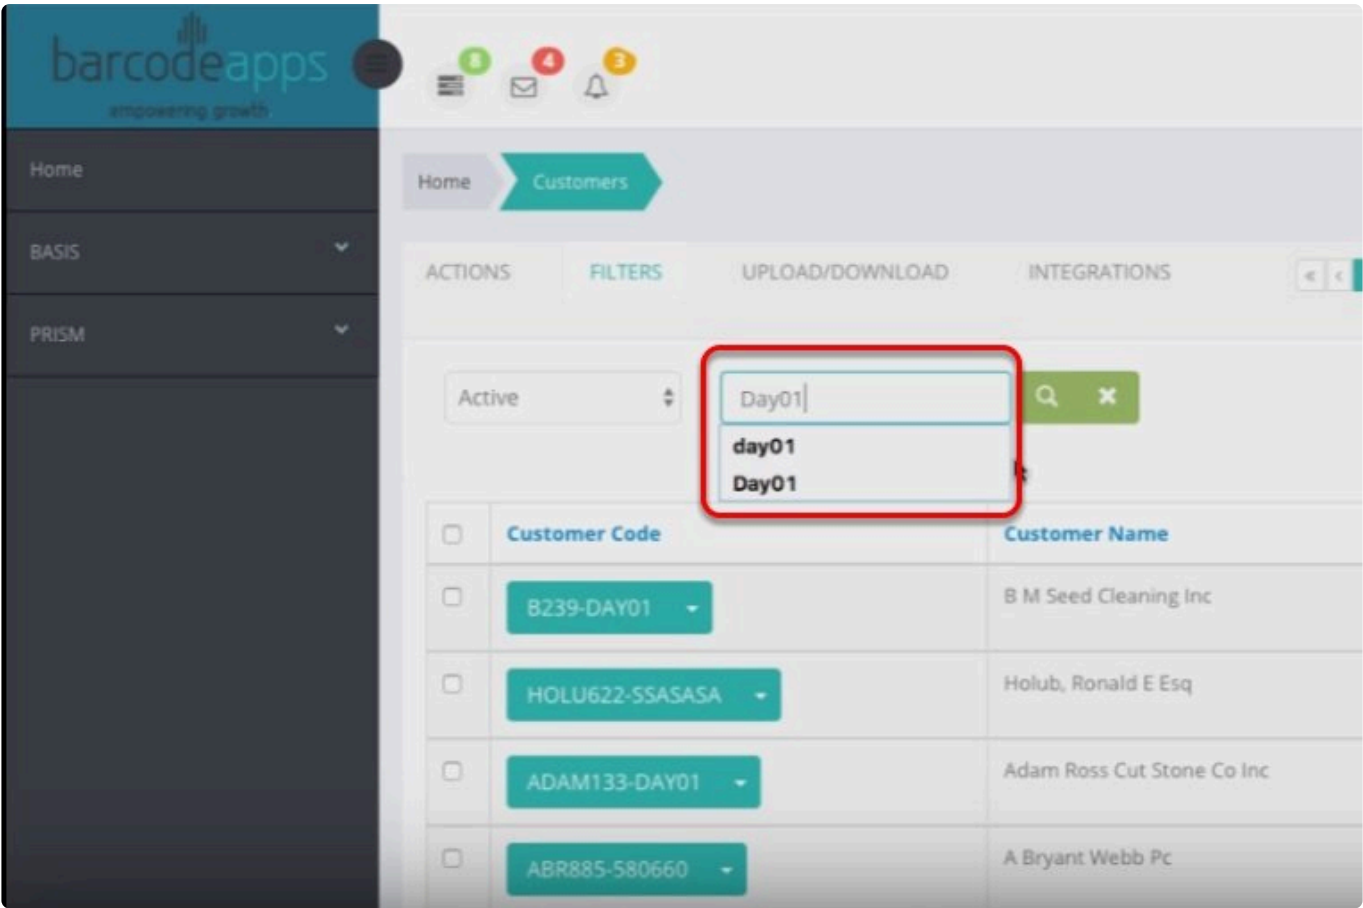 barcodeapps
empowering growth
8 4 3
Home
BASIS
PRISM
Home Customers
ACTIONS FILTERS UPLOAD/DOWNLOAD INTEGRATIONS « ‹
Active Day01
day01
Day01
Customer Code Customer Name
B239-DAY01 B M Seed Cleaning Inc
HOLU622-SSASASA Holub, Ronald E Esq
ADAM133-DAY01 Adam Ross Cut Stone Co Inc
ABR885-580660 A Bryant Webb Pc